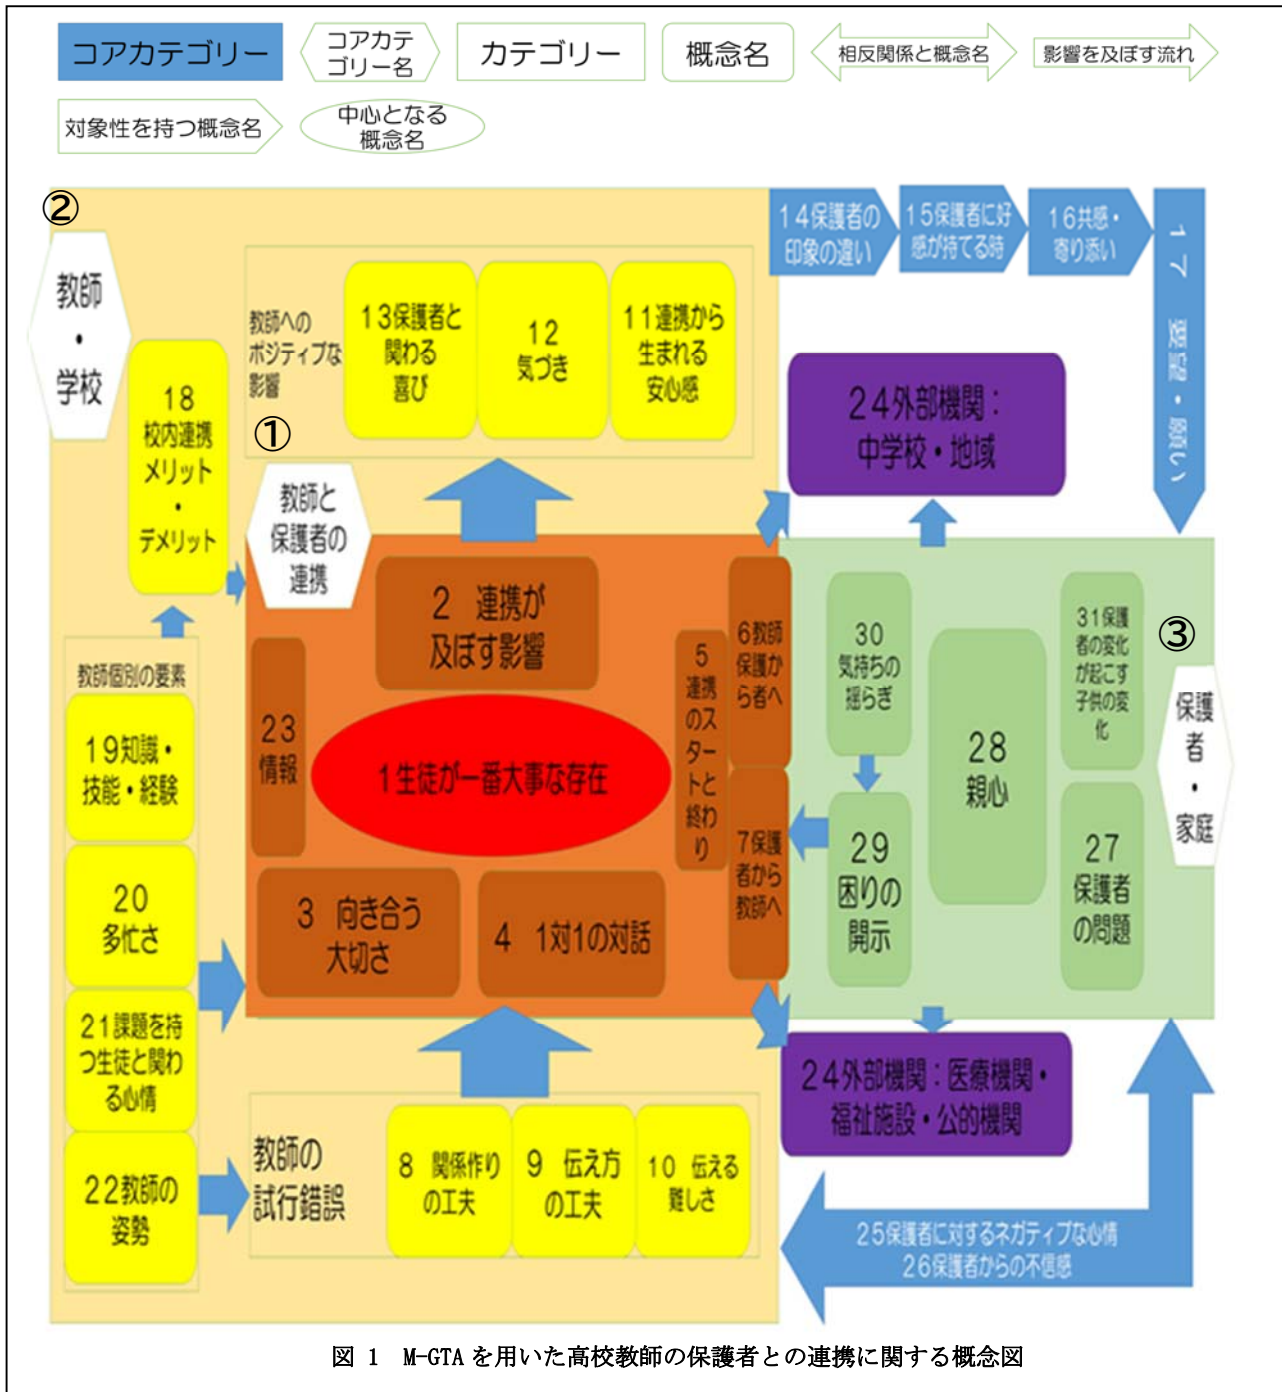 コアカテゴリー
コアカテ
ゴリー名
カテゴリー
概念名
相反関係と概念名
影響を及ぼす流れ
対象性を持つ概念名
中心となる
概念名
②
教師
・
学校
教師への
ポジティブな
影響
13保護者と
関わる
喜び
12
気づき
11連携から
生まれる
安心感
14保護者の
印象の違い
15保護者に好
感が持てる時
16共感・
寄り添い
17 要望・願い
18
校内連携
メリット
・
デメリット
①
教師と
保護者の
連携
24外部機関：
中学校・地域
2 連携が
及ぼす影響
23
情報
1生徒が一番大事な存在
5
連携
のス
ター
トと
終わ
り
6教師
保護か
ら者へ
7保護
者から
教師へ
3 向き合う
大切さ
4 1対1の対話
30
気持ちの
揺らぎ
29
困りの
開示
28
親心
31保護
者の変化
が起こす
子供の変
化
27
保護者
の問題
③
保護
者
・
家庭
教師個別の要素
19知識・
技能・経験
20
多忙さ
21課題を持
つ生徒と関わ
る心情
22教師の
姿勢
教師の
試行錯誤
8 関係作り
の工夫
9 伝え方
の工夫
10 伝える
難しさ
24外部機関：医療機関・
福祉施設・公的機関
25保護者に対するネガティブな心情
26保護者からの不信感
図 1 M-GTAを用いた高校教師の保護者との連携に関する概念図